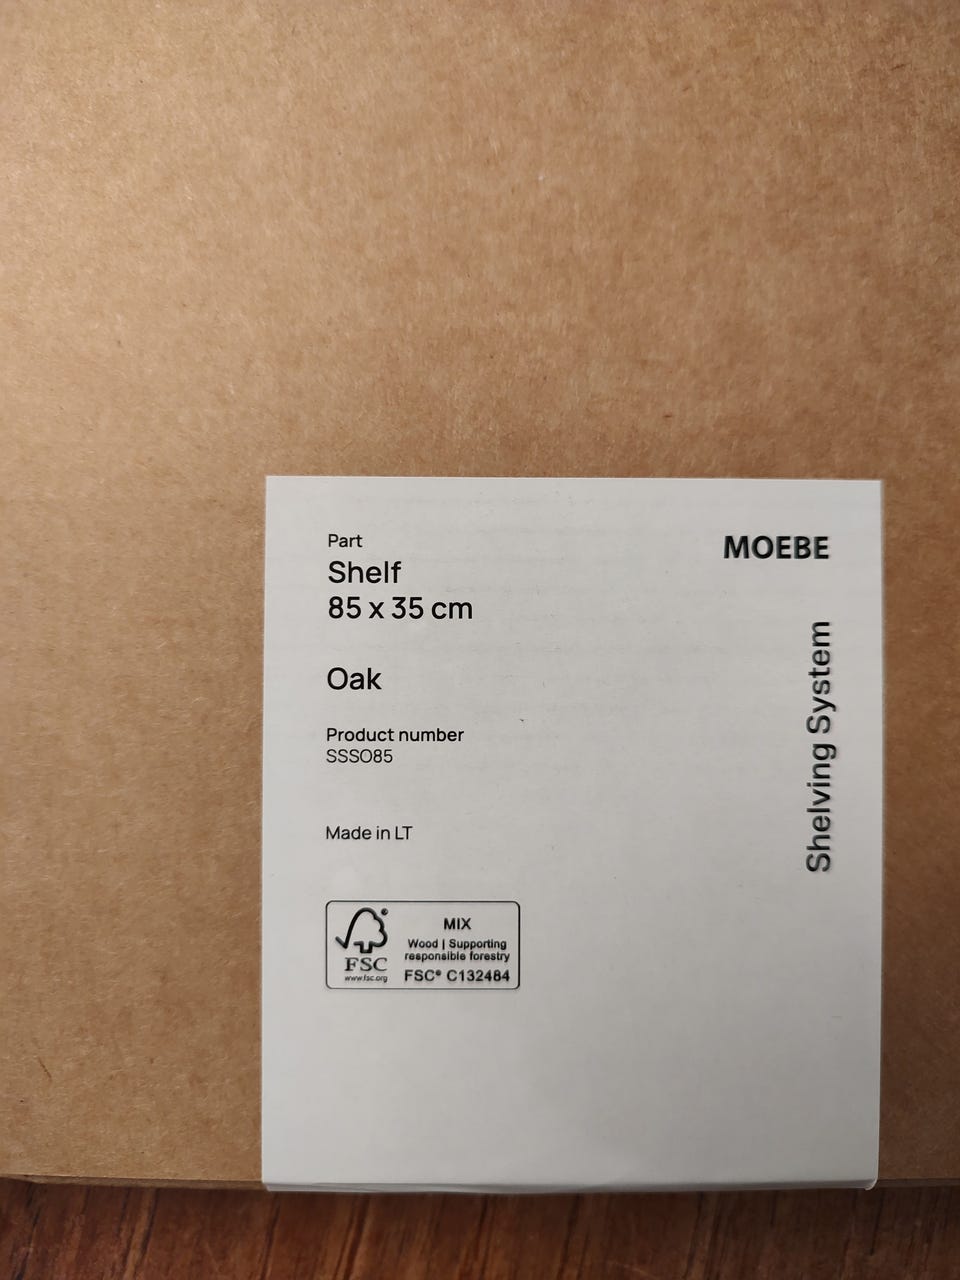 Part
Shelf
85 x 35 cm
Oak
Product number
SSSO85
Made in LT
FSC
www.fsc.org
MIX
Wood | Supporting
responsible forestry
FSC® C132484
MOEBE
Shelving System